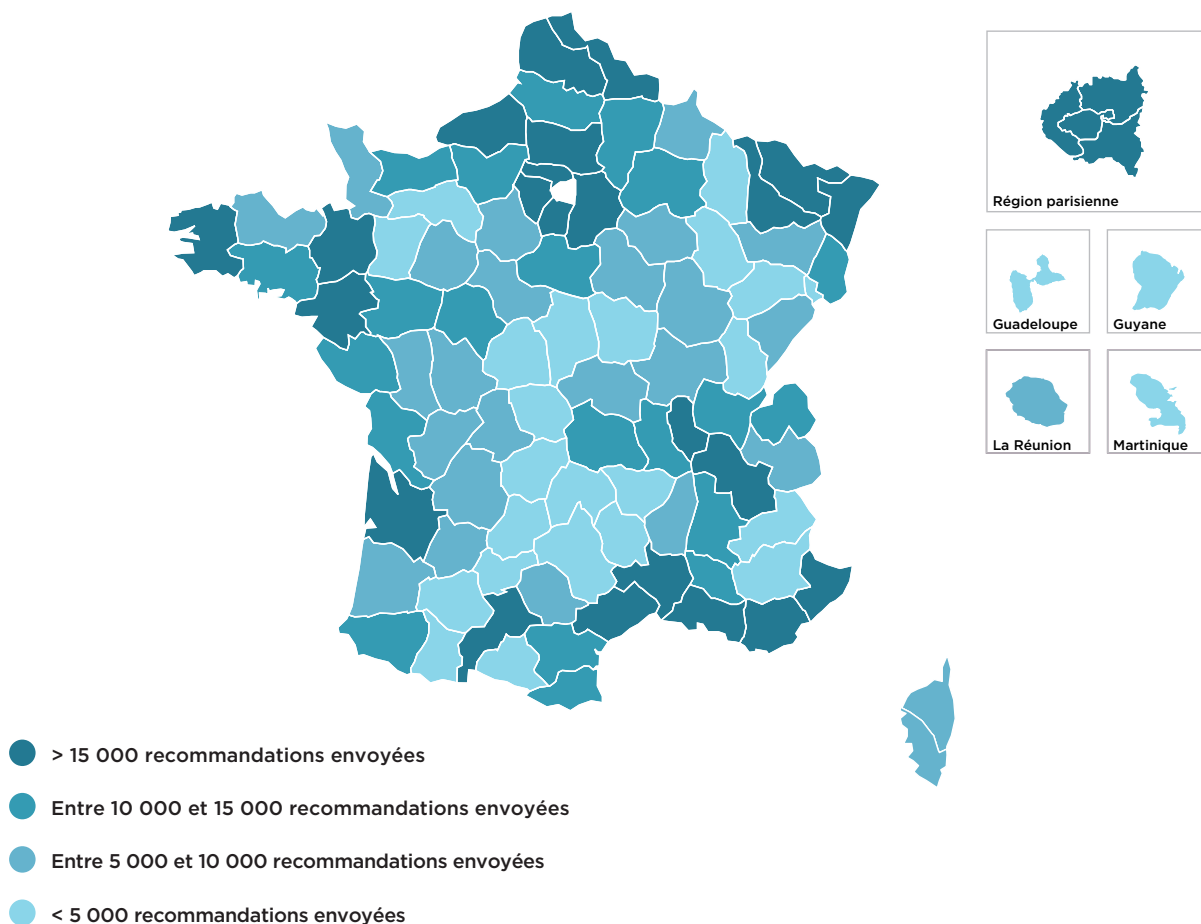 Région parisienne
Guadeloupe
Guyane
La Réunion
Martinique
> 15 000 recommandations envoyées
Entre 10 000 et 15 000 recommandations envoyées
Entre 5 000 et 10 000 recommandations envoyées
< 5 000 recommandations envoyées